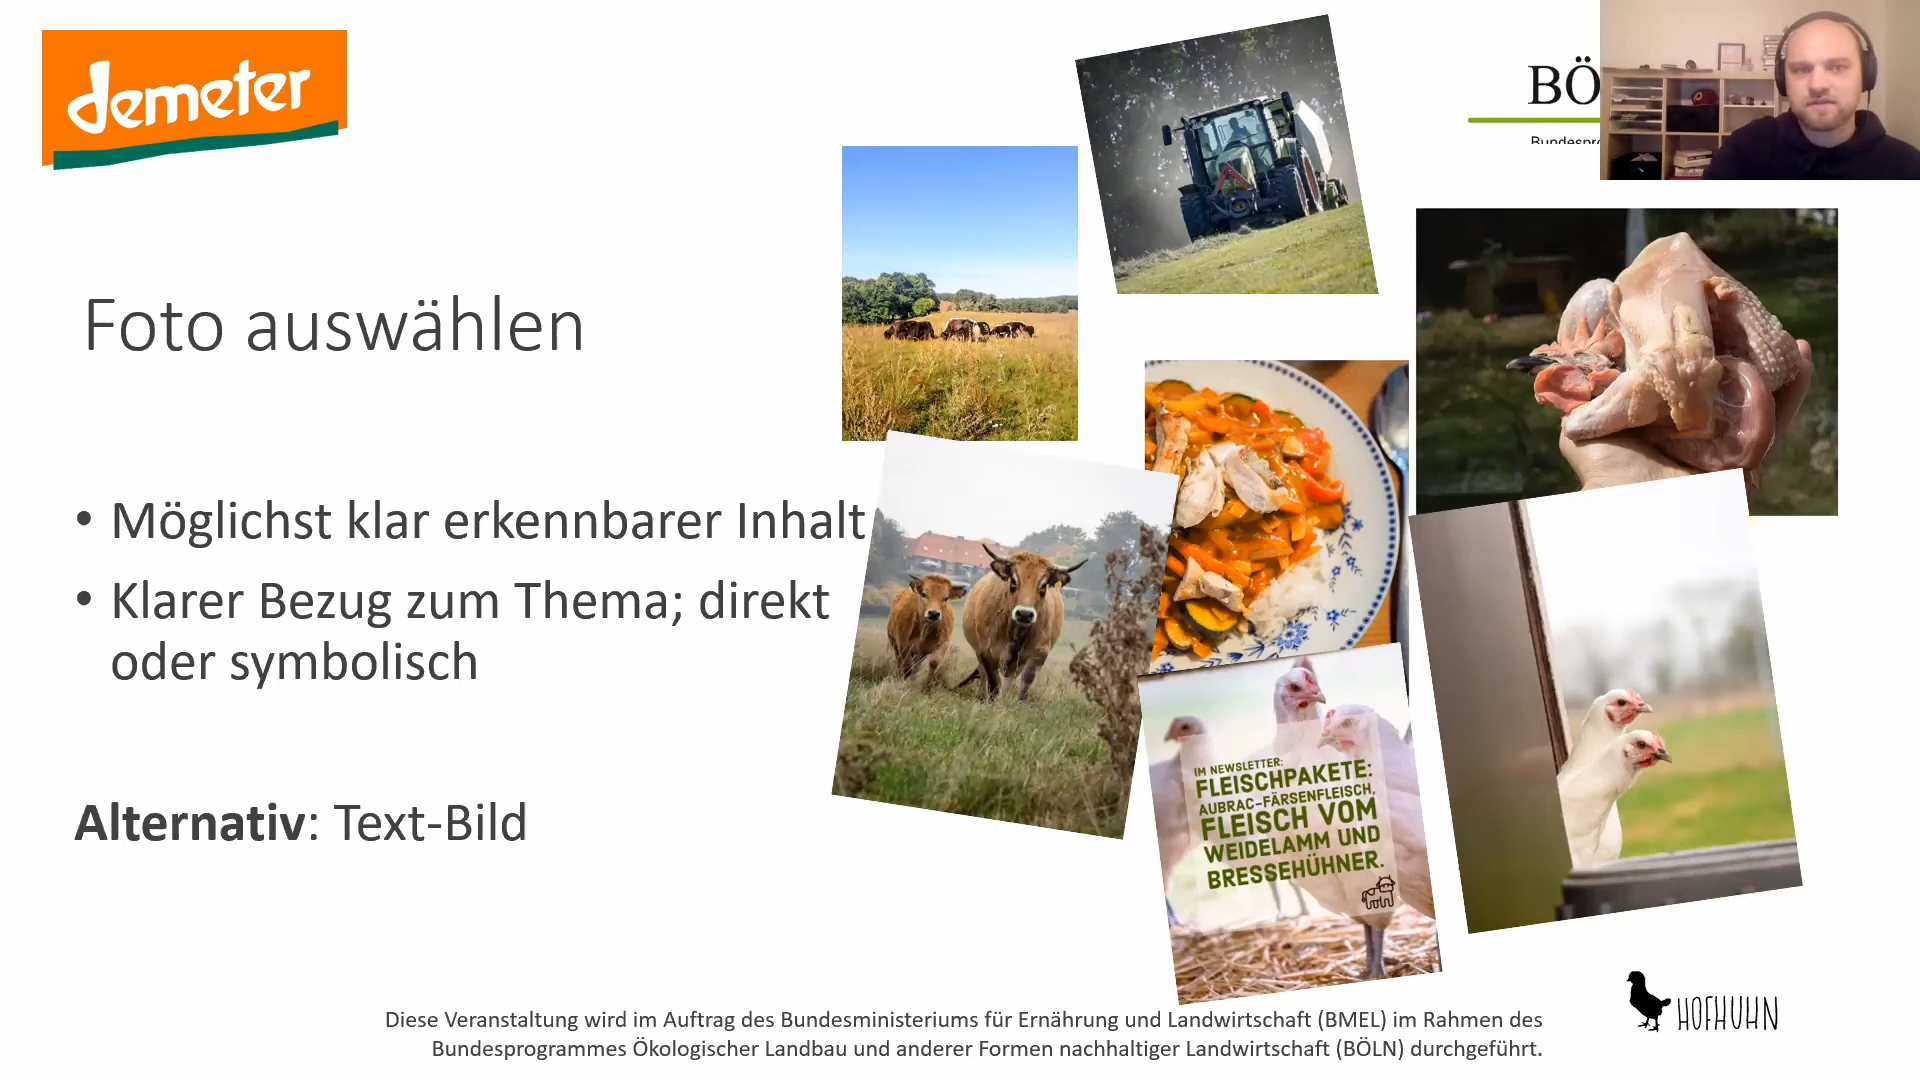 demeter
BÖ
Foto auswählen
• Möglichst klar erkennbarer Inhalt
• Klarer Bezug zum Thema; direkt
oder symbolisch
Alternativ: Text-Bild
IM NEWSLETTER:
FLEISCHPAKETE:
AUBRAC-FÄRSENFLEISCH,
FLEISCH VOM
WEIDELAMM UND
BRESSEHÜHNER.
HOFHUHN
Diese Veranstaltung wird im Auftrag des Bundesministeriums für Ernährung und Landwirtschaft (BMEL) im Rahmen des
Bundesprogrammes Ökologischer Landbau und anderer Formen nachhaltiger Landwirtschaft (BÖLN) durchgeführt.